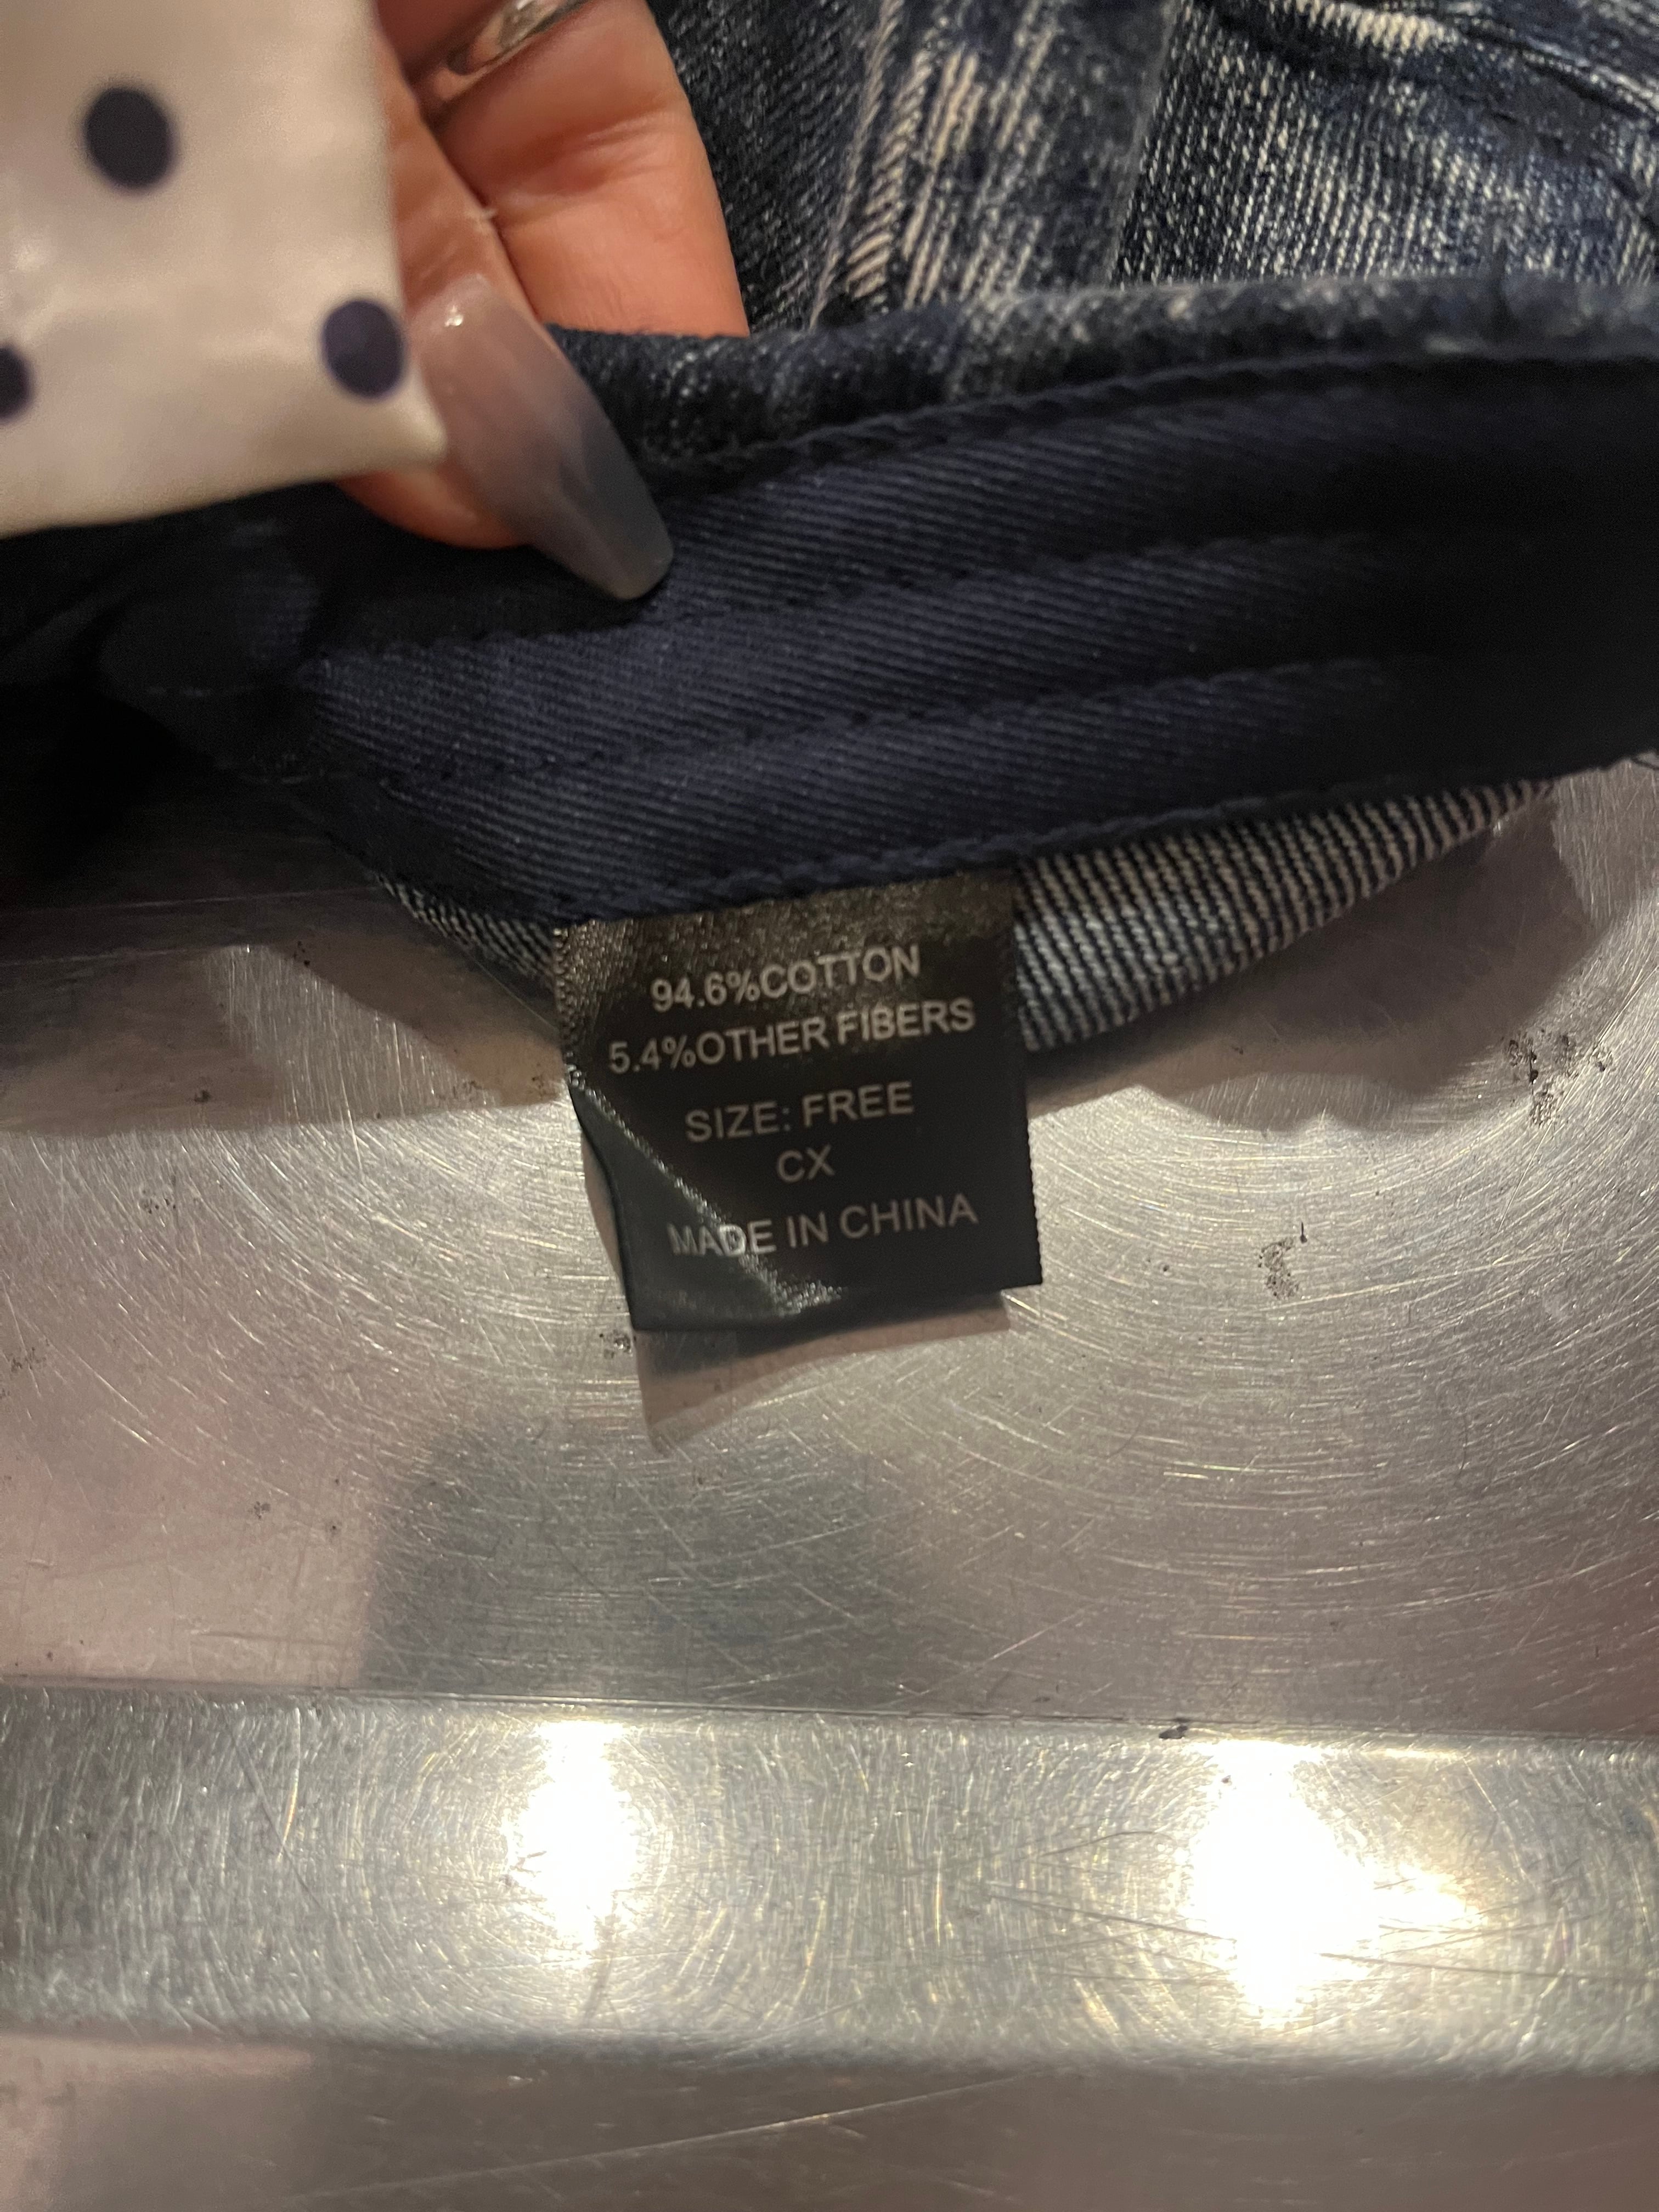 94.6%COTTON
5.4%OTHER FIBERS
SIZE: FREE
CX
MADE IN CHINA